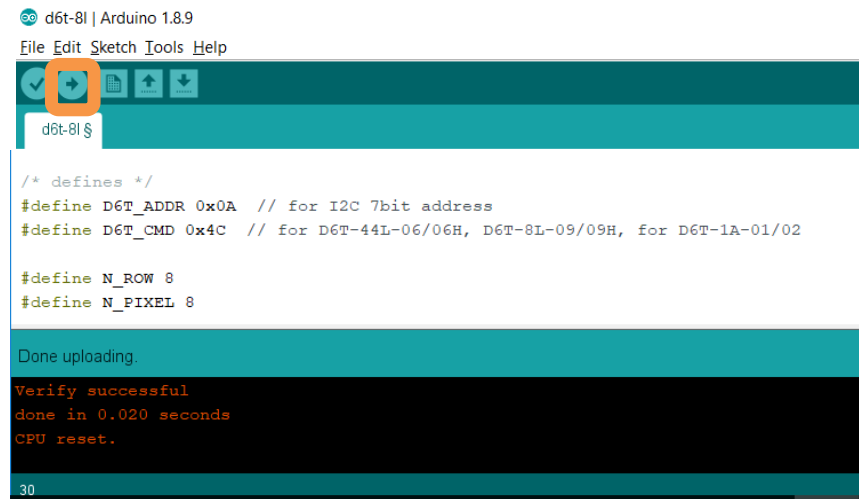 d6t-8l | Arduino 1.8.9
File Edit Sketch Tools Help
d6t-8l §
/* defines */
#define D6T_ADDR 0x0A  // for I2C 7bit address
#define D6T_CMD 0x4C  // for D6T-44L-06/06H, D6T-8L-09/09H, for D6T-1A-01/02
#define N_ROW 8
#define N_PIXEL 8
Done uploading.
Verify successful
done in 0.020 seconds
CPU reset.
30